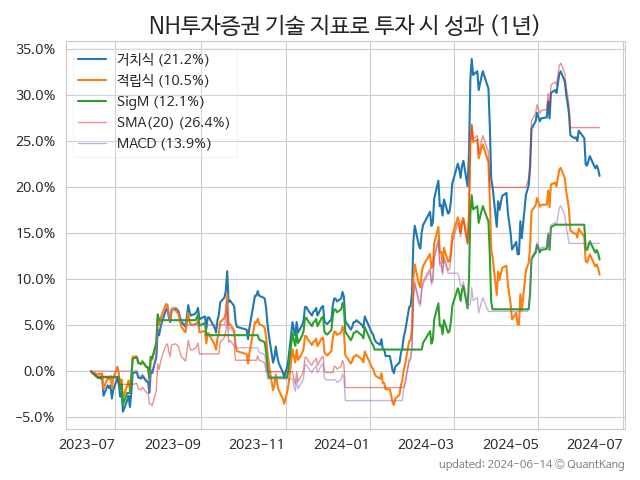 NH투자증권 기술 지표로 투자 시 성과 (1년)
35.0%
30.0%
25.0%
20.0%
15.0%
10.0%
5.0%
0.0%
−5.0%
거치식 (21.2%)
적립식 (10.5%)
SigM (12.1%)
SMA(20) (26.4%)
MACD (13.9%)
2023-07 2023-09 2023-11 2024-01 2024-03 2024-05 2024-07
updated: 2024-06-14 © QuantKang